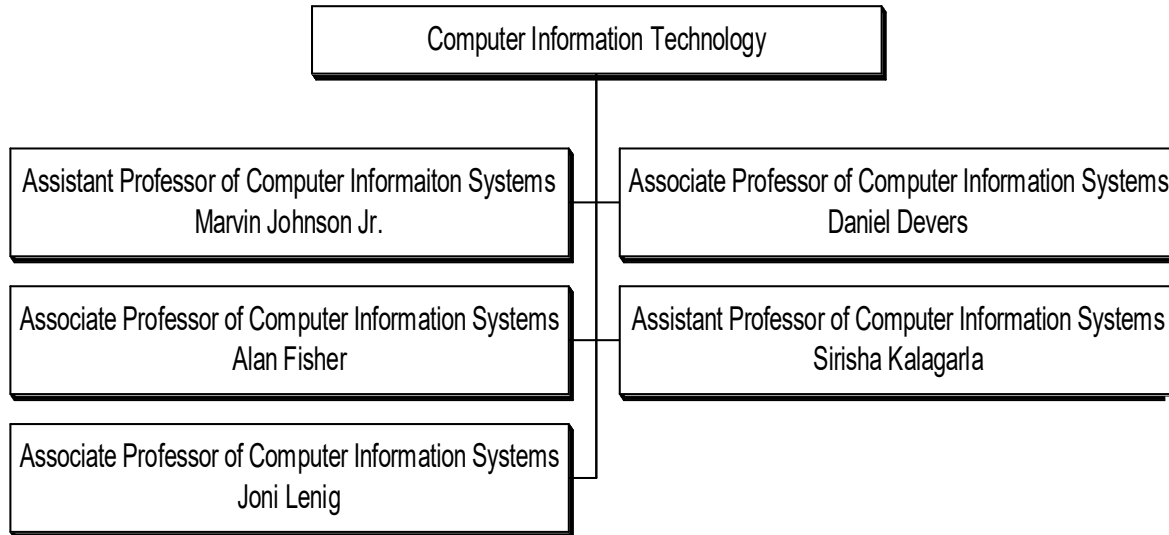 Computer Information Technology
Assistant Professor of Computer Informaiton Systems
Marvin Johnson Jr.
Associate Professor of Computer Information Systems
Daniel Devers
Associate Professor of Computer Information Systems
Alan Fisher
Assistant Professor of Computer Information Systems
Sirisha Kalagarla
Associate Professor of Computer Information Systems
Joni Lenig